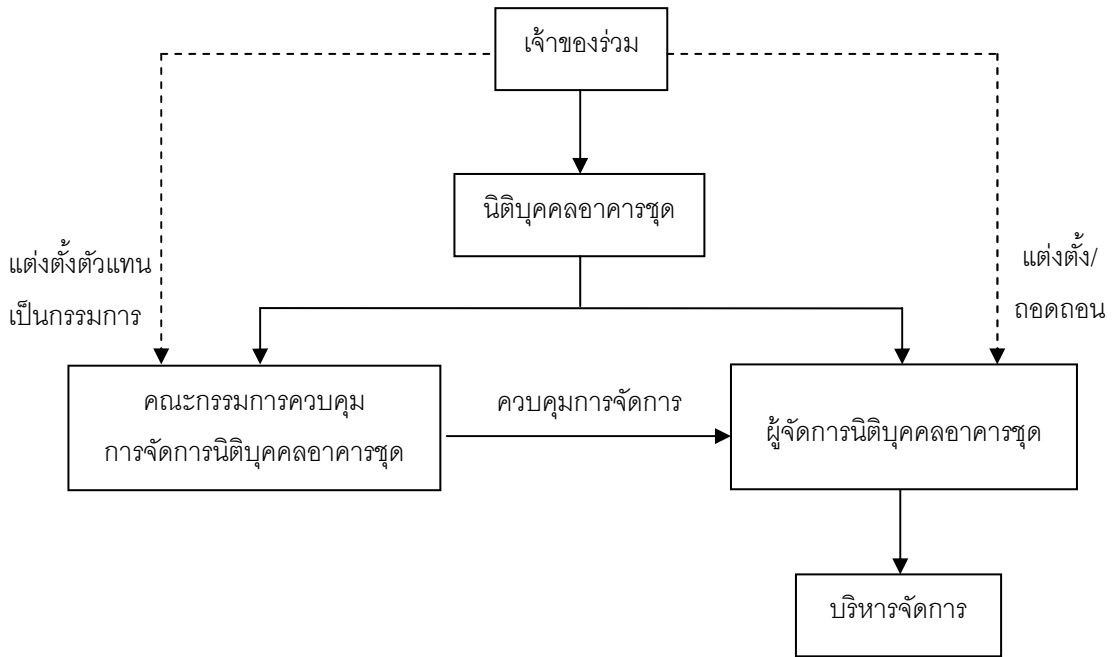 เจ้าของร่วม
นิติบุคคลอาคารชุด
แต่งตั้งตัวแทน
เป็นกรรมการ
แต่งตั้ง/
ถอดถอน
คณะกรรมการควบคุม
การจัดการนิติบุคคลอาคารชุด
ควบคุมการจัดการ
ผู้จัดการนิติบุคคลอาคารชุด
บริหารจัดการ